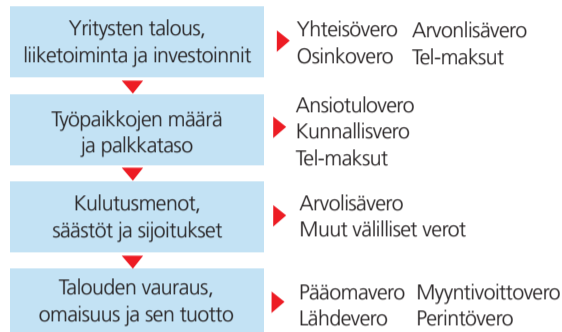 Yritysten talous,
liiketoiminta ja investoinnit
Yhteisövero Arvonlisävero
Osinkovero Tel-maksut
Työpaikkojen määrä
ja palkkataso
Ansiotulovero
Kunnallisvero
Tel-maksut
Kulutusmenot,
säästöt ja sijoitukset
Arvolisävero
Muut välilliset verot
Talouden vauraus,
omaisuus ja sen tuotto
Pääomavero Myyntivoittovero
Lähdevero Perintövero